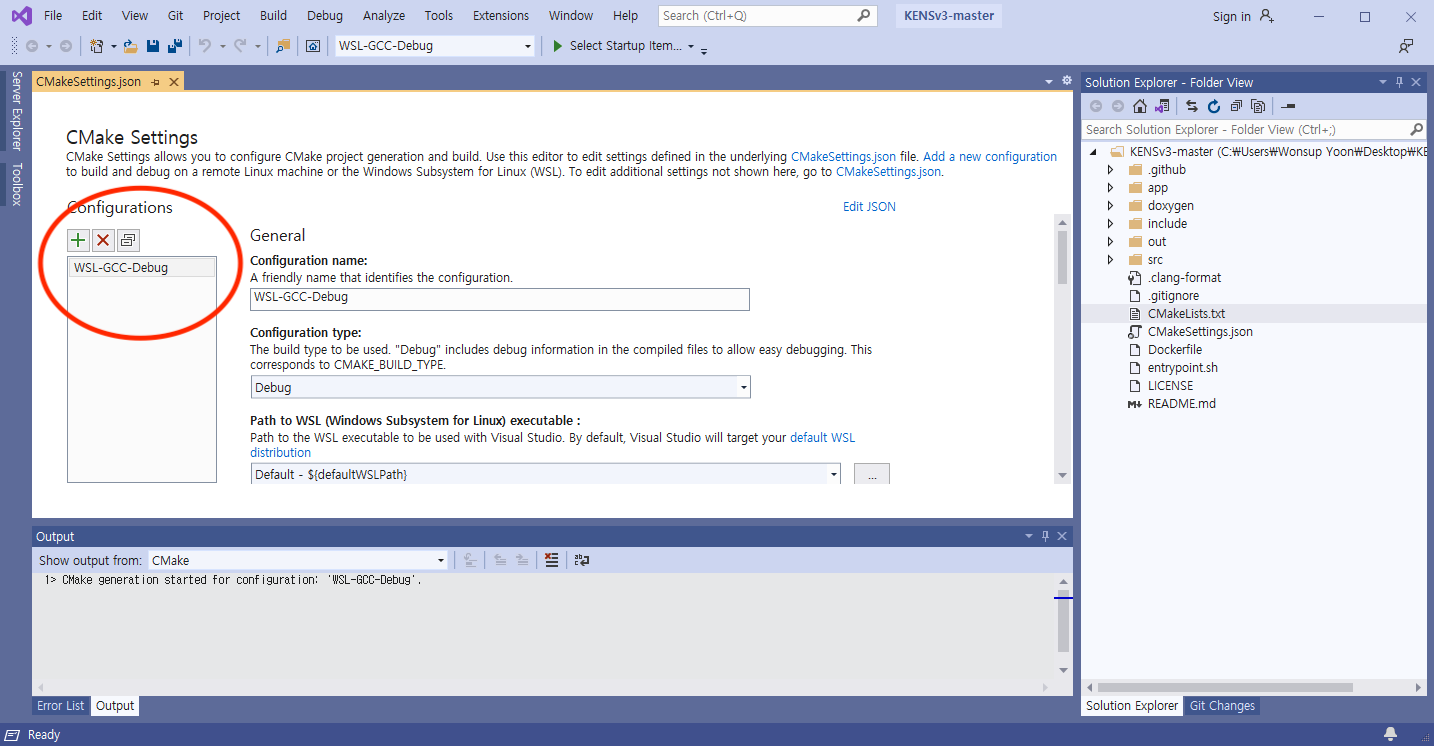 File Edit View Git Project Build Debug Analyze Tools Extensions Window Help Search (Ctrl+Q) KENSv3-master Sign in
WSL-GCC-Debug Select Startup Item...
Server Explorer
Toolbox
CMakeSettings.json
CMake Settings
CMake Settings allows you to configure CMake project generation and build. Use this editor to edit settings defined in the underlying CMakeSettings.json file. Add a new configuration
to build and debug on a remote Linux machine or the Windows Subsystem for Linux (WSL). To edit additional settings not shown here, go to CMakeSettings.json.
Configurations
Edit JSON
WSL-GCC-Debug
General
Configuration name:
A friendly name that identifies the configuration.
WSL-GCC-Debug
Configuration type:
The build type to be used. "Debug" includes debug information in the compiled files to allow easy debugging. This
corresponds to CMAKE_BUILD_TYPE.
Debug
Path to WSL (Windows Subsystem for Linux) executable :
Path to the WSL executable to be used with Visual Studio. By default, Visual Studio will target your default WSL
distribution
Default - ${defaultWSLPath}
...
Output
Show output from: CMake
1> CMake generation started for configuration: 'WSL-GCC-Debug'.
Error List Output
Solution Explorer - Folder View
Search Solution Explorer - Folder View (Ctrl+;)
KENSv3-master (C:₩Users₩Wonsup Yoon₩Desktop₩KE
.github
app
doxygen
include
out
src
.clang-format
.gitignore
CMakeLists.txt
CMakeSettings.json
Dockerfile
entrypoint.sh
LICENSE
README.md
Solution Explorer Git Changes
Ready